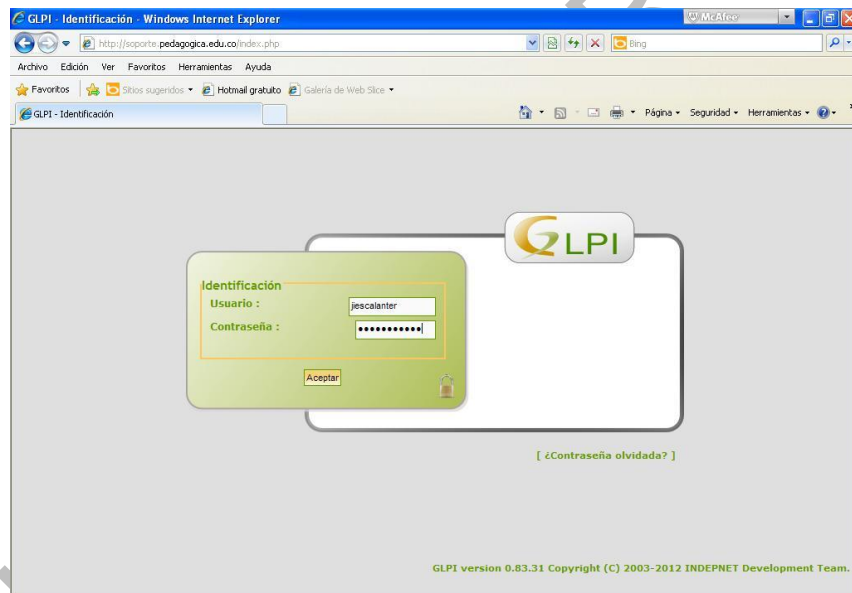 GLPI - Identificación - Windows Internet Explorer
McAfee
http://soporte.pedagogica.edu.co/index.php
Bing
Archivo Edición Ver Favoritos Herramientas Ayuda
Favoritos Sitios sugeridos Hotmail gratuito Galería de Web Slice
GLPI - Identificación
Página Seguridad Herramientas
GLPI
Identificación
Usuario :
jiescalanter
Contraseña :
•••••••••••
Aceptar
[ ¿Contraseña olvidada? ]
GLPI version 0.83.31 Copyright (C) 2003-2012 INDEPNET Development Team.